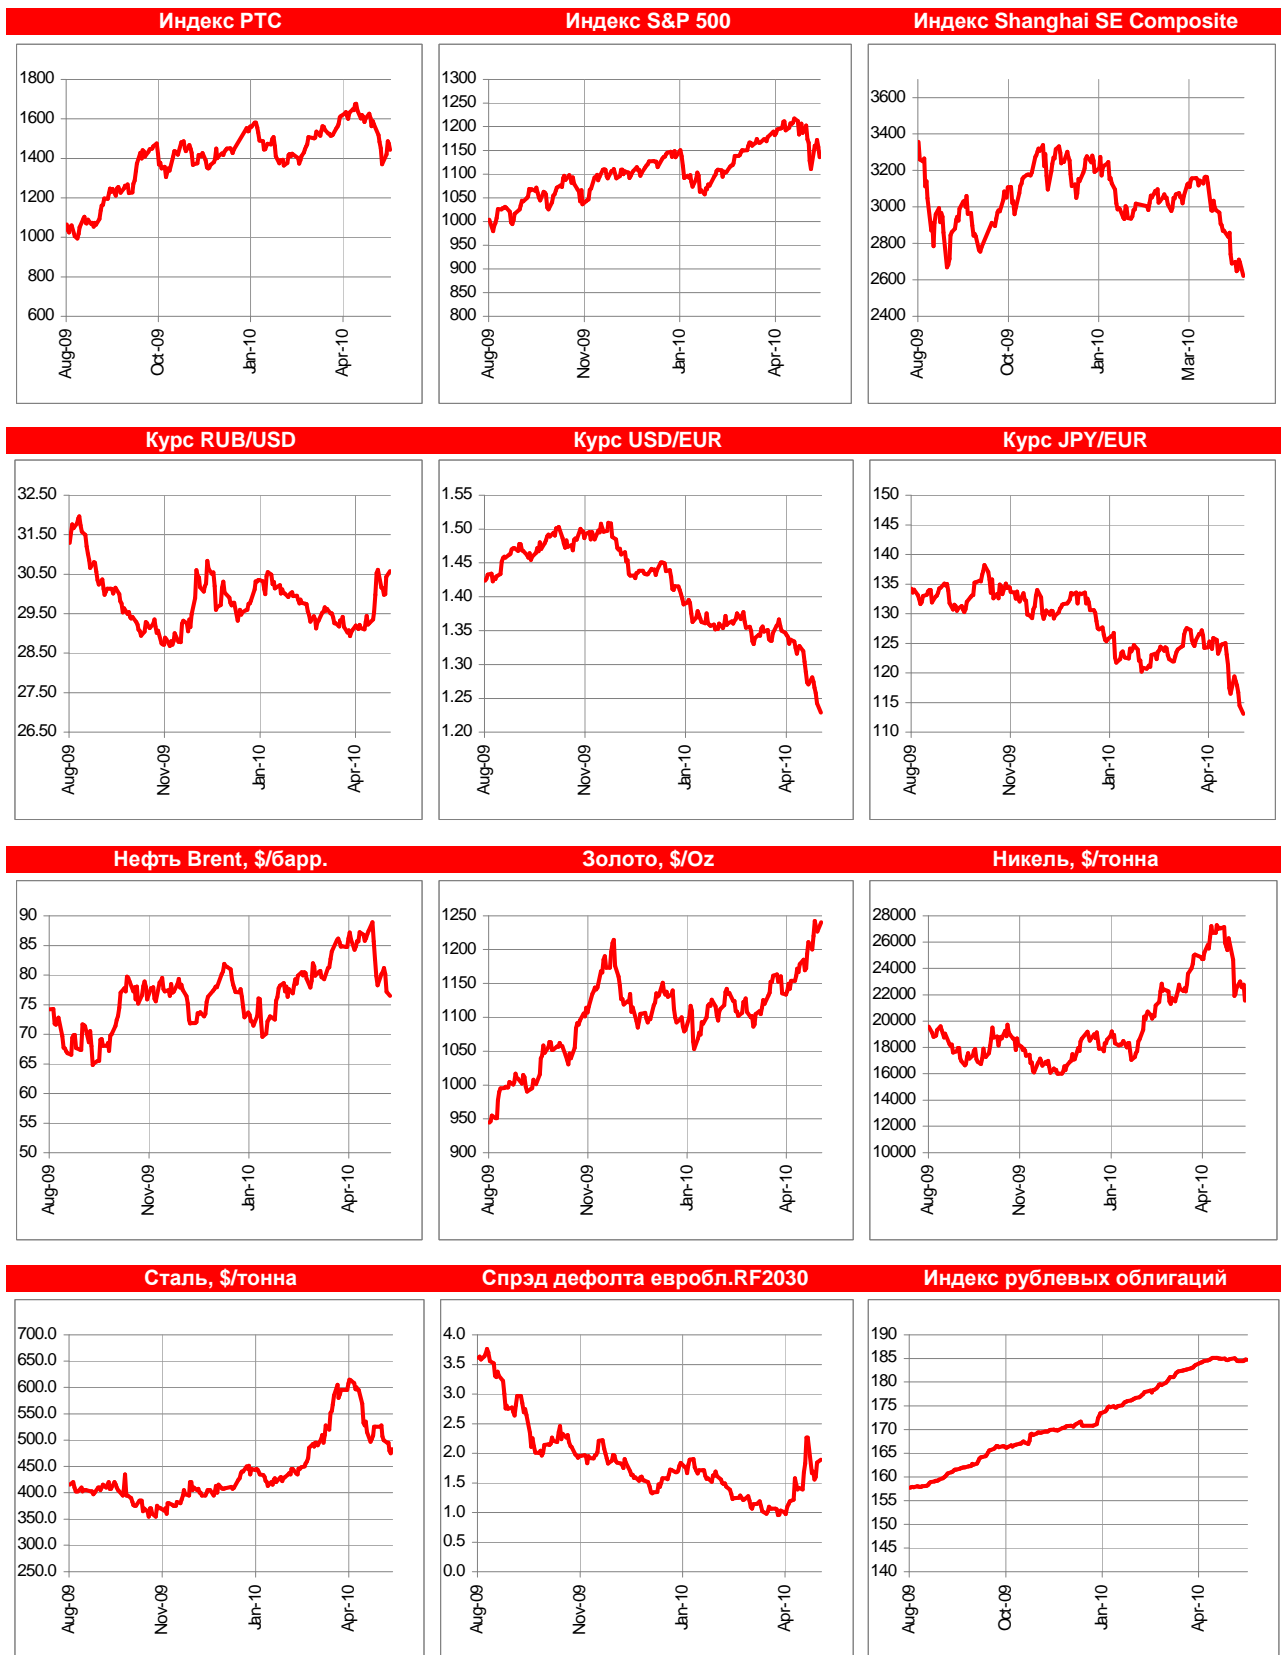 Индекс РТС
1800
1600
1400
1200
1000
800
600
Aug-09
Oct-09
Jan-10
Apr-10
Индекс S&P 500
1300
1250
1200
1150
1100
1050
1000
950
900
850
800
Aug-09
Nov-09
Jan-10
Apr-10
Индекс Shanghai SE Composite
3600
3400
3200
3000
2800
2600
2400
Aug-09
Oct-09
Jan-10
Mar-10
Курс RUB/USD
32.50
31.50
30.50
29.50
28.50
27.50
26.50
Aug-09
Nov-09
Jan-10
Apr-10
Курс USD/EUR
1.55
1.50
1.45
1.40
1.35
1.30
1.25
1.20
Aug-09
Nov-09
Jan-10
Apr-10
Курс JPY/EUR
150
145
140
135
130
125
120
115
110
Aug-09
Nov-09
Jan-10
Apr-10
Нефть Brent, $/барр.
90
85
80
75
70
65
60
55
50
Aug-09
Nov-09
Jan-10
Apr-10
Золото, $/Oz
1250
1200
1150
1100
1050
1000
950
900
Aug-09
Nov-09
Jan-10
Apr-10
Никель, $/тонна
28000
26000
24000
22000
20000
18000
16000
14000
12000
10000
Aug-09
Nov-09
Jan-10
Apr-10
Сталь, $/тонна
700.0
650.0
600.0
550.0
500.0
450.0
400.0
350.0
300.0
250.0
Aug-09
Nov-09
Jan-10
Apr-10
Спрэд дефолта евробл.RF2030
4.0
3.5
3.0
2.5
2.0
1.5
1.0
0.5
0.0
Aug-09
Nov-09
Jan-10
Apr-10
Индекс рублевых облигаций
190
185
180
175
170
165
160
155
150
145
140
Aug-09
Oct-09
Jan-10
Apr-10